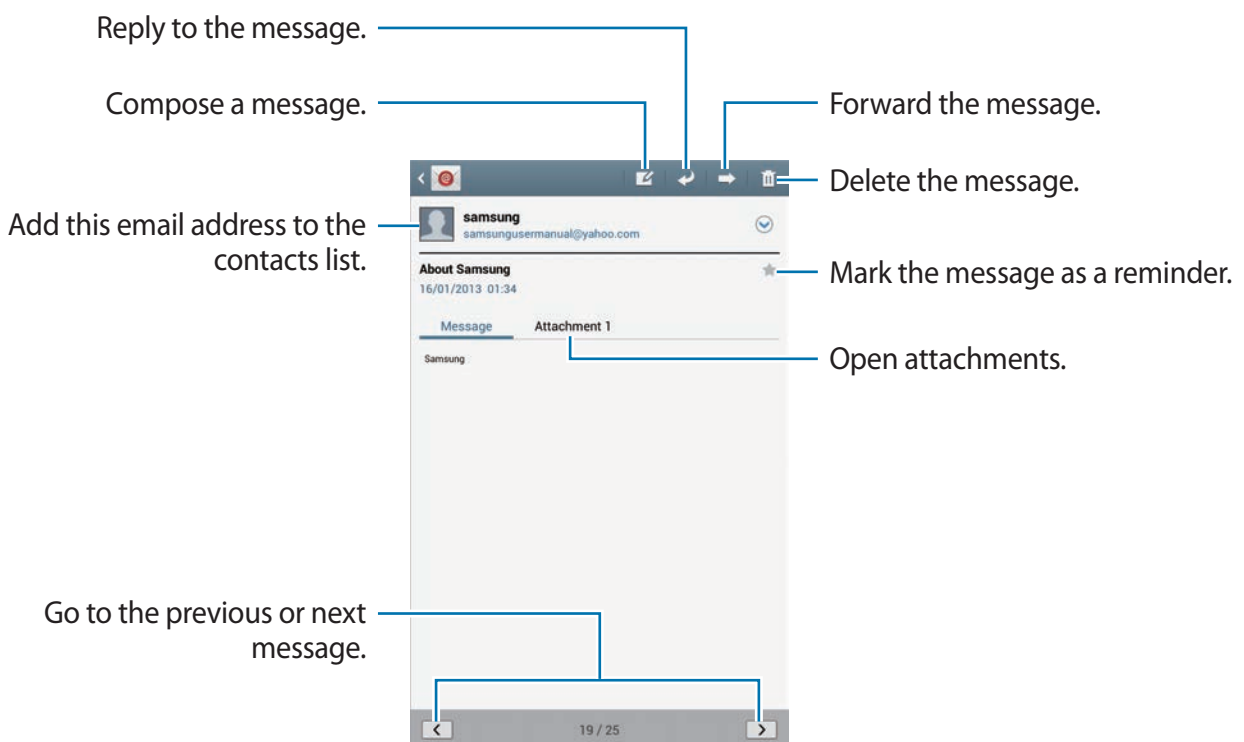 Reply to the message.
Compose a message.
Forward the message.
Delete the message.
samsung
samsungusermanual@yahoo.com
Add this email address to the
contacts list.
About Samsung
16/01/2013 01:34
Mark the message as a reminder.
Message Attachment 1
Samsung
Open attachments.
Go to the previous or next
message.
19 / 25